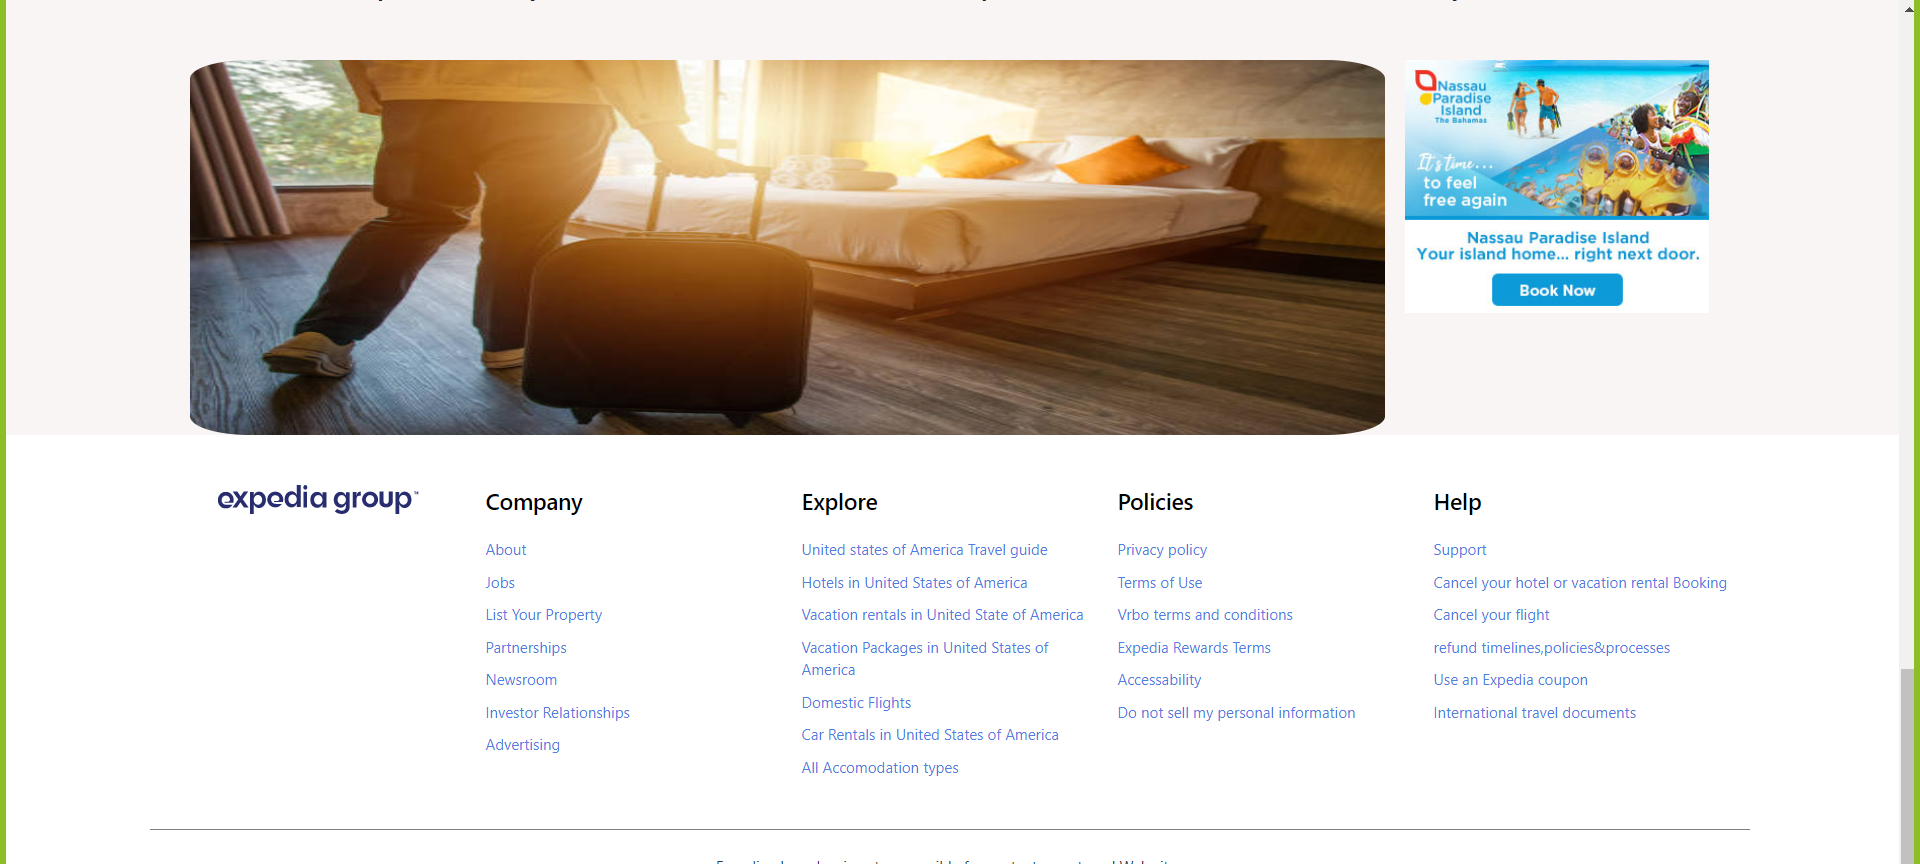 Nassau
Paradise
Island
The Bahamas
It's time...
to feel
free again
Nassau Paradise Island
Your island home... right next door.
Book Now
expedia group™
Company
About
Jobs
List Your Property
Partnerships
Newsroom
Investor Relationships
Advertising
Explore
United states of America Travel guide
Hotels in United States of America
Vacation rentals in United State of America
Vacation Packages in United States of
America
Domestic Flights
Car Rentals in United States of America
All Accomodation types
Policies
Privacy policy
Terms of Use
Vrbo terms and conditions
Expedia Rewards Terms
Accessability
Do not sell my personal information
Help
Support
Cancel your hotel or vacation rental Booking
Cancel your flight
refund timelines,policies&processes
Use an Expedia coupon
International travel documents